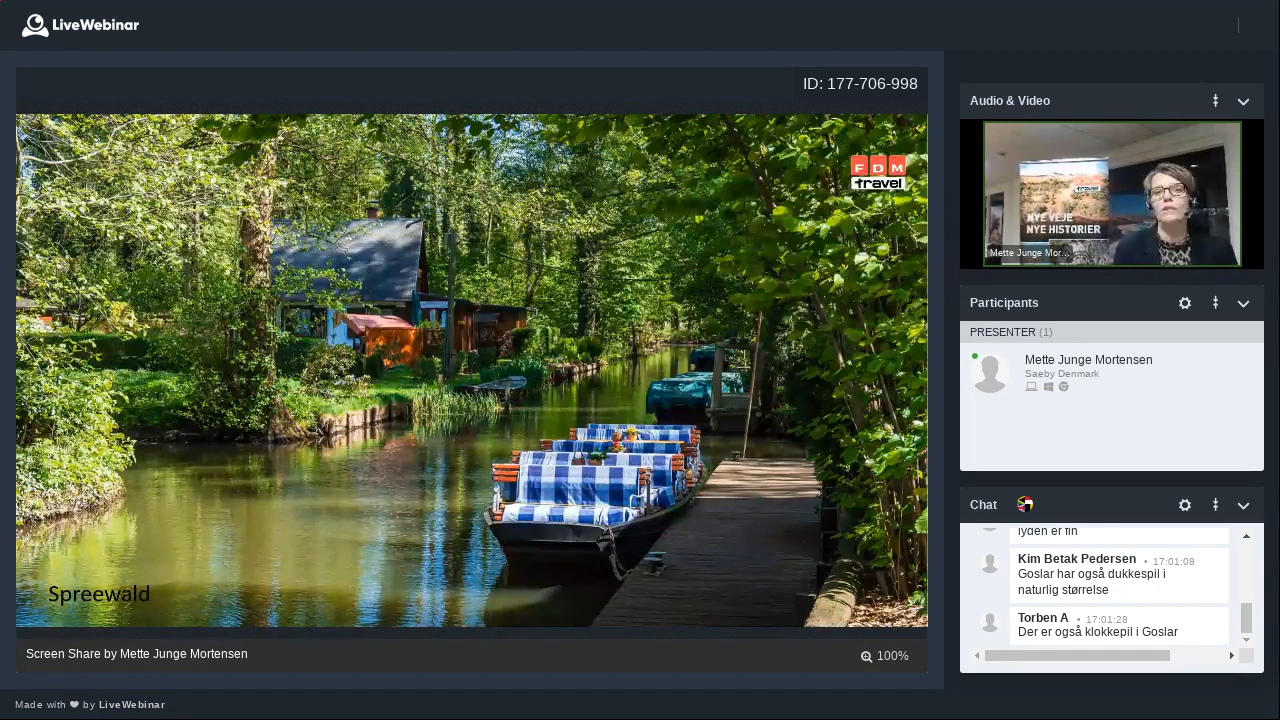 LiveWebinar
ID: 177-706-998
FDM
travel
Spreewald
Screen Share by Mette Junge Mortensen
100%
Audio & Video
travel
NYE VEJE
NYE HISTORIER
Mette Junge Mor...
Participants
PRESENTER (1)
Mette Junge Mortensen
Saeby Denmark
Chat
lyden er fin
Kim Betak Pedersen • 17:01:08
Goslar har også dukkespil i
naturlig størrelse
Torben A • 17:01:28
Der er også klokkepil i Goslar
Made with ❤ by LiveWebinar